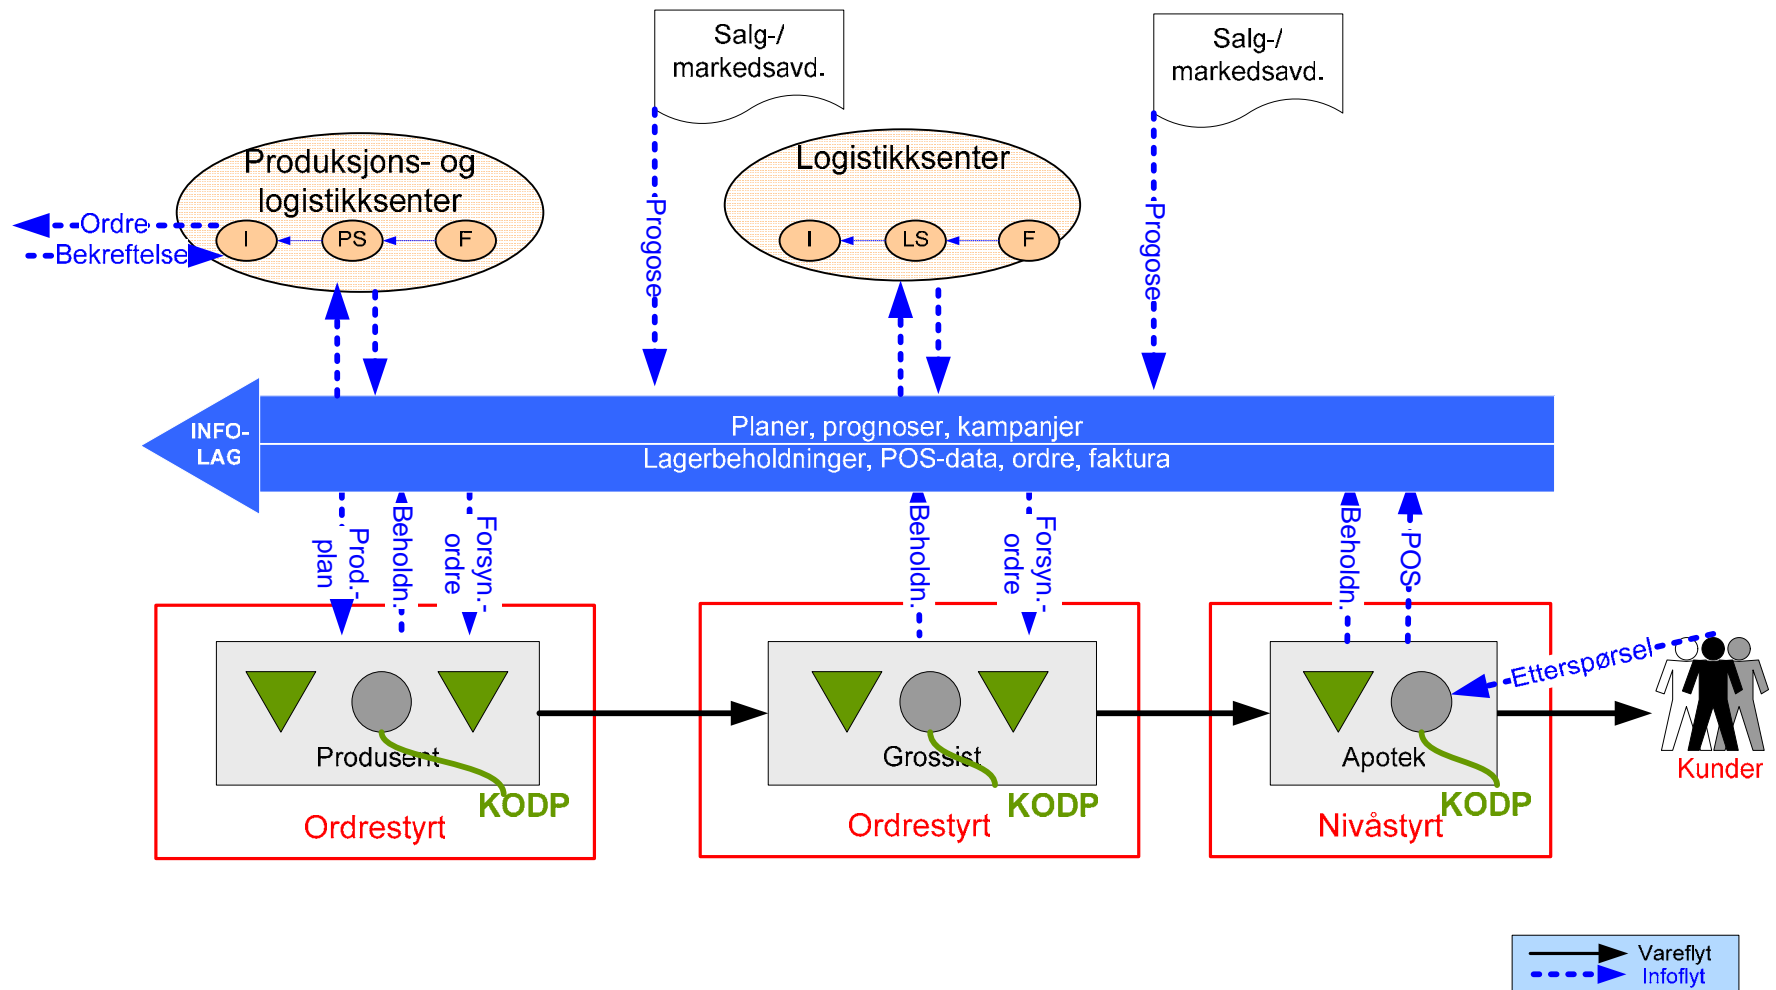 Salg-/
markedsavd.
Salg-/
markedsavd.
Produksjons- og
logistikksenter
I
PS
F
Logistikksenter
I
LS
F
Ordre
Bekreftelse
Progose
Progose
INFO-
LAG
Planer, prognoser, kampanjer
Lagerbeholdninger, POS-data, ordre, faktura
Prod.-
plan
Beholdn.
Forsyn.-
ordre
Beholdn.
Forsyn.-
ordre
Beholdn.
POS
Etterspørsel
Produsent
Grossist
Apotek
Kunder
KODP
KODP
KODP
Ordrestyrt
Ordrestyrt
Nivåstyrt
Vareflyt
Infoflyt